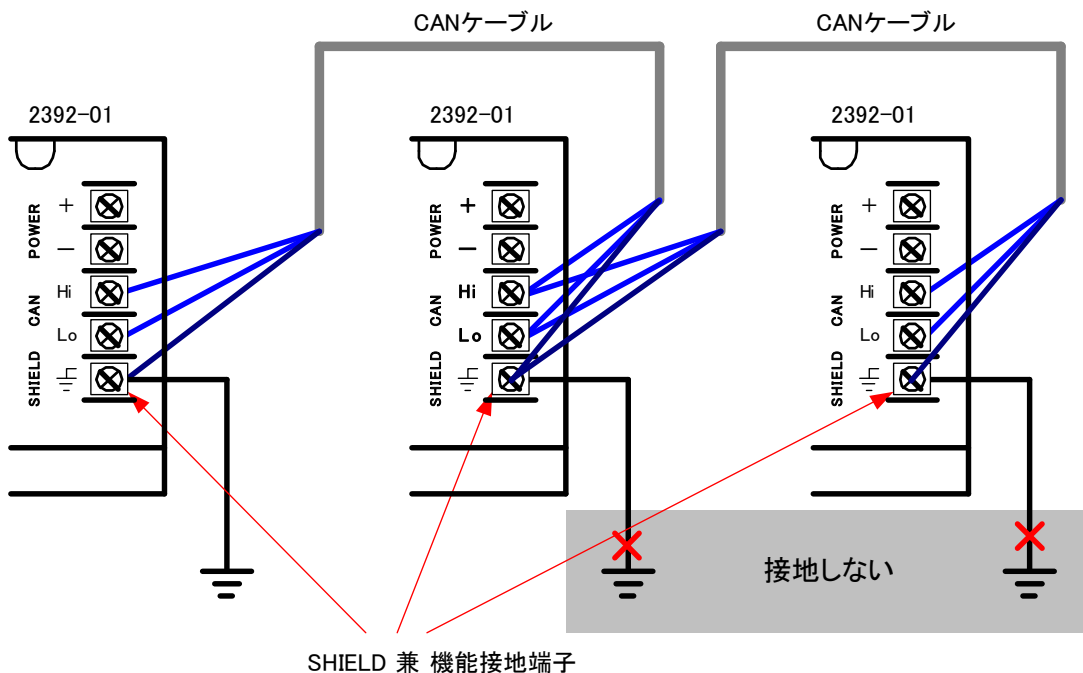 CANケーブル
CANケーブル
2392-01
POWER
+
-
CAN
Hi
Lo
SHIELD
2392-01
POWER
+
-
CAN
Hi
Lo
SHIELD
2392-01
POWER
+
-
CAN
Hi
Lo
SHIELD
接地しない
SHIELD 兼 機能接地端子